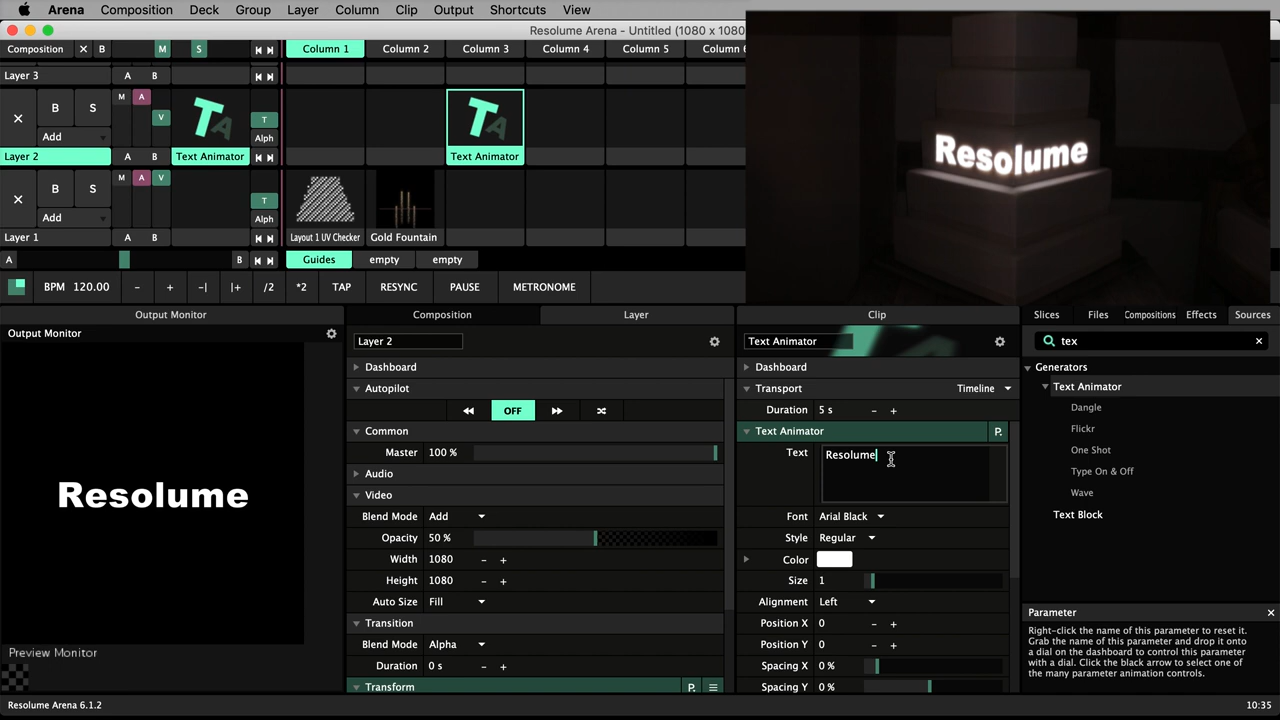 Arena Composition Deck Group Layer Column Clip Output Shortcuts View
Resolume Arena - Untitled (1080 x 1080
Composition X B M S Column 1 Column 2 Column 3 Column 4 Column 5 Column 6
Layer 3 A B
B S M A V T
Add Alph
Layer 2 A B Text Animator Text Animator
B S M A V T
Add Alph
Layer 1 A B Layout 1 UV Checker Gold Fountain
A B Guides empty empty
BPM 120.00 - + -| |+ /2 *2 TAP RESYNC PAUSE METRONOME
Resolume
Output Monitor
Output Monitor
Resolume
Preview Monitor
Composition Layer
Layer 2
Dashboard
Autopilot
OFF
Common
Master 100 %
Audio
Video
Blend Mode Add
Opacity 50 %
Width 1080 - +
Height 1080 - +
Auto Size Fill
Transition
Blend Mode Alpha
Duration 0 s - +
Transform P.
Clip
Text Animator
Dashboard
Transport Timeline
Duration 5 s - +
Text Animator P.
Text Resolume
Font Arial Black
Style Regular
Color
Size 1
Alignment Left
Position X 0 - +
Position Y 0 - +
Spacing X 0 %
Spacing Y 0 %
Slices Files Compositions Effects Sources
tex
Generators
Text Animator
Dangle
Flickr
One Shot
Type On & Off
Wave
Text Block
Parameter
Right-click the name of this parameter to reset it.
Grab the name of this parameter and drop it onto
a dial on the dashboard to control this parameter
with a dial. Click the black arrow to select one of
the many parameter animation controls.
Resolume Arena 6.1.2 10:35